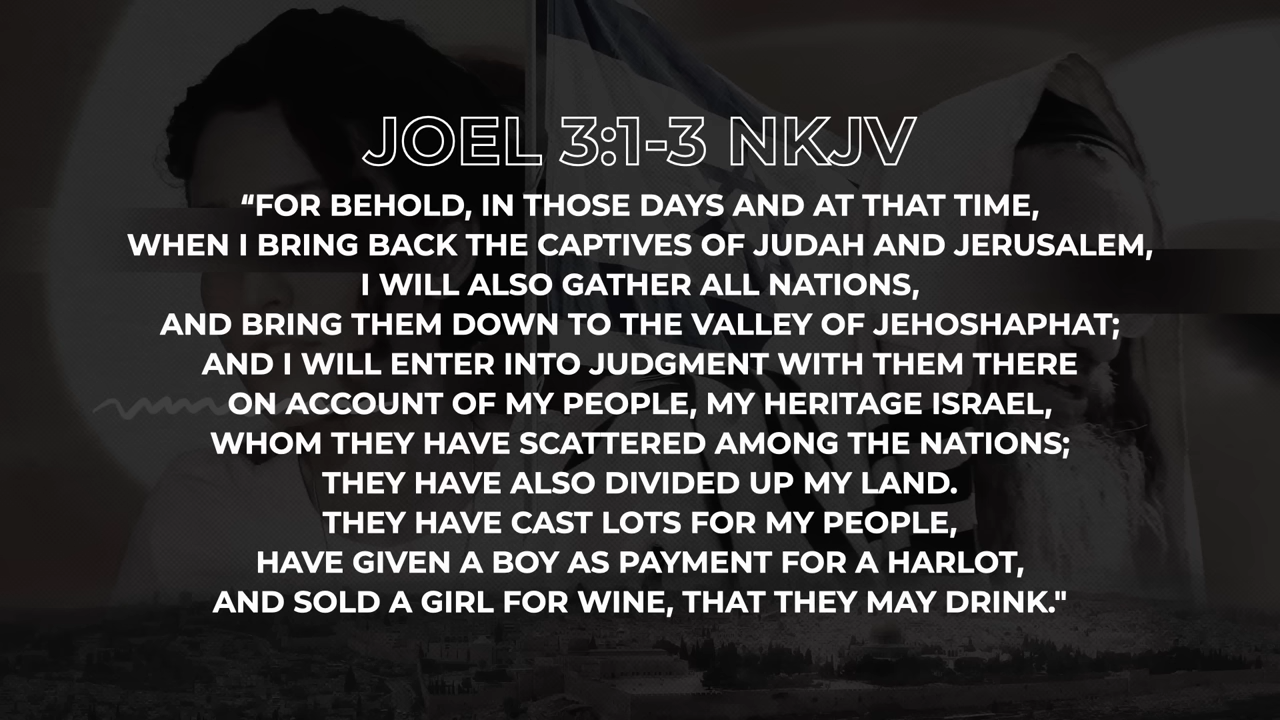 JOEL 3:1-3 NKJV
“FOR BEHOLD, IN THOSE DAYS AND AT THAT TIME,
WHEN I BRING BACK THE CAPTIVES OF JUDAH AND JERUSALEM,
I WILL ALSO GATHER ALL NATIONS,
AND BRING THEM DOWN TO THE VALLEY OF JEHOSHAPHAT;
AND I WILL ENTER INTO JUDGMENT WITH THEM THERE
ON ACCOUNT OF MY PEOPLE, MY HERITAGE ISRAEL,
WHOM THEY HAVE SCATTERED AMONG THE NATIONS;
THEY HAVE ALSO DIVIDED UP MY LAND.
THEY HAVE CAST LOTS FOR MY PEOPLE,
HAVE GIVEN A BOY AS PAYMENT FOR A HARLOT,
AND SOLD A GIRL FOR WINE, THAT THEY MAY DRINK."